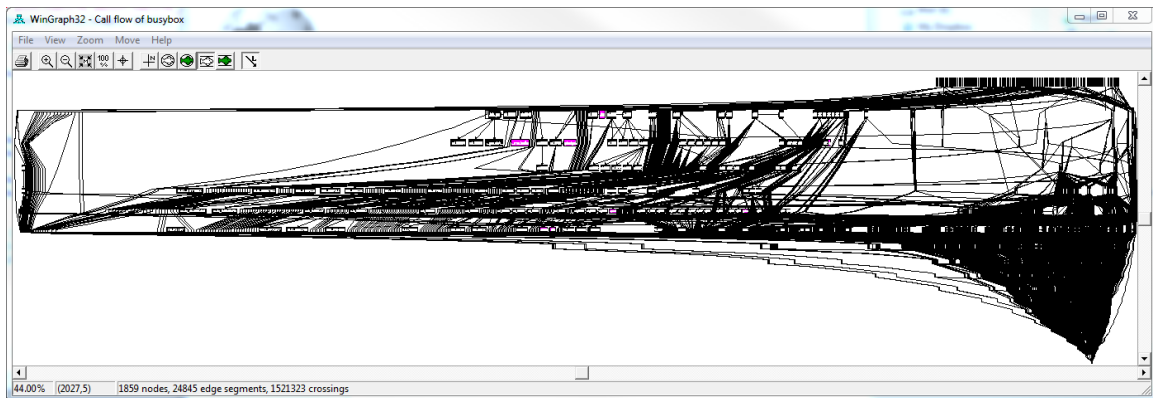 WinGraph32 - Call flow of busybox
File View Zoom Move Help
100
%
N
44.00% (2027,5) 1859 nodes, 24845 edge segments, 1521323 crossings